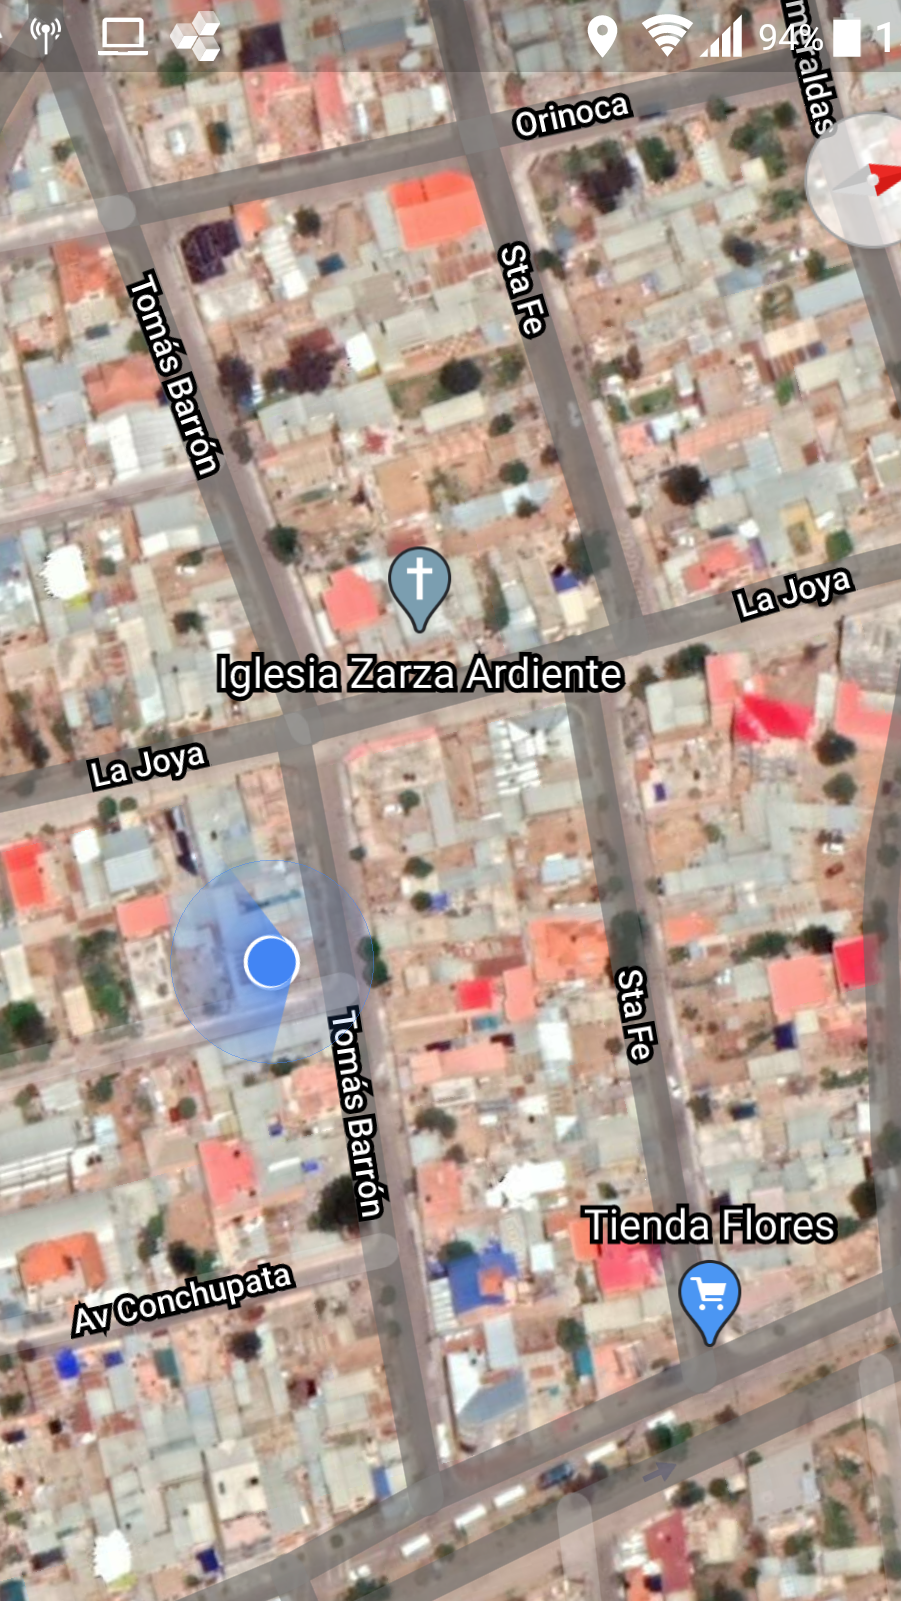 94%
1
Orinoca
Sta Fe
Tomás Barrón
La Joya
Iglesia Zarza Ardiente
La Joya
Sta Fe
Tomás Barrón
Tienda Flores
Av Conchupata